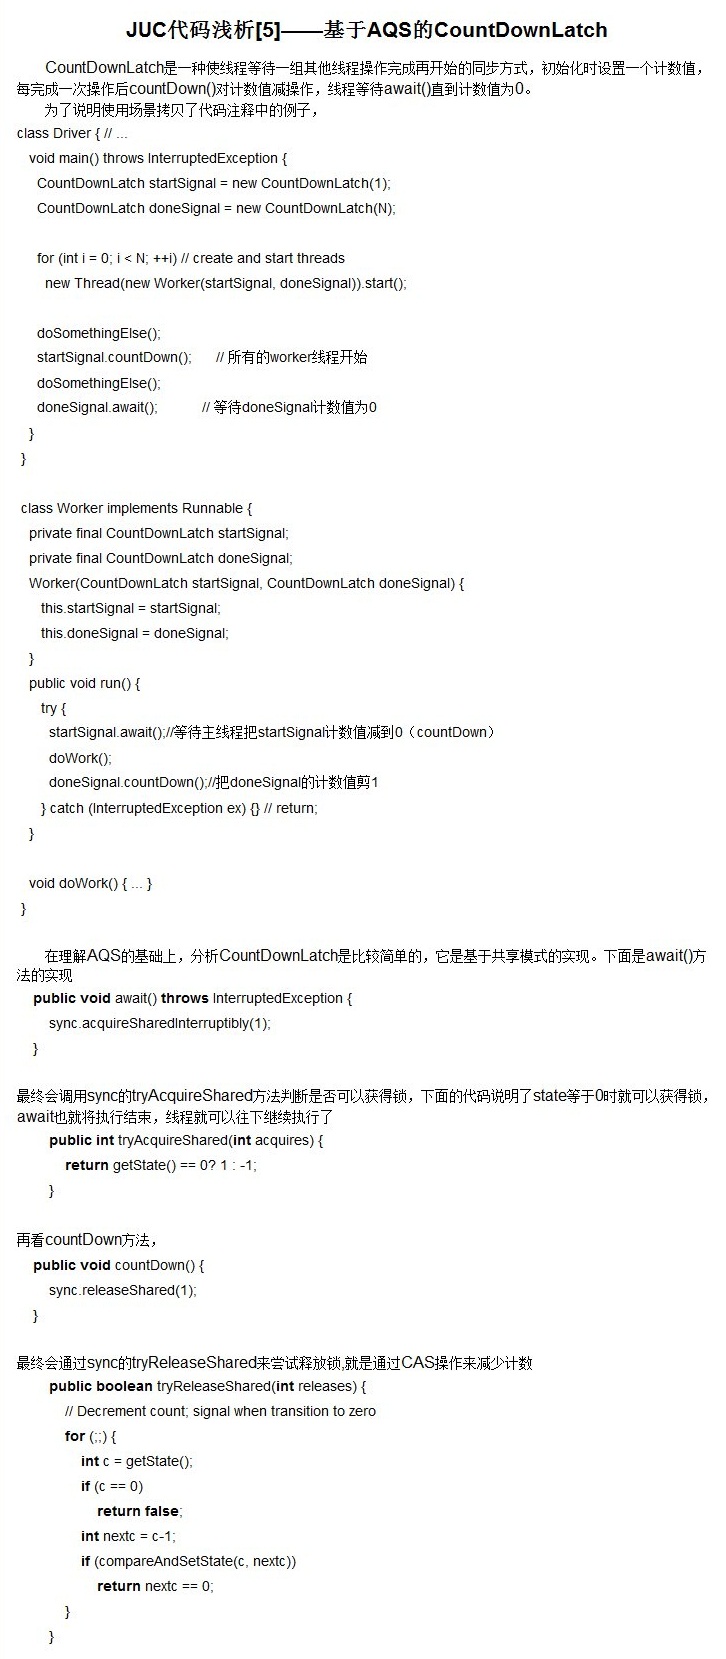 JUC代码浅析[5]——基于AQS的CountDownLatch
CountDownLatch是一种使线程等待一组其他线程操作完成再开始的同步方式，初始化时设置一个计数值，
每完成一次操作后countDown()对计数值减操作，线程等待await()直到计数值为0。
为了说明使用场景拷贝了代码注释中的例子，
class Driver { // ...
void main() throws InterruptedException {
CountDownLatch startSignal = new CountDownLatch(1);
CountDownLatch doneSignal = new CountDownLatch(N);
for (int i = 0; i < N; ++i) // create and start threads
new Thread(new Worker(startSignal, doneSignal)).start();
doSomethingElse();
startSignal.countDown(); // 所有的worker线程开始
doSomethingElse();
doneSignal.await(); // 等待doneSignal计数值为0
}
}
class Worker implements Runnable {
private final CountDownLatch startSignal;
private final CountDownLatch doneSignal;
Worker(CountDownLatch startSignal, CountDownLatch doneSignal) {
this.startSignal = startSignal;
this.doneSignal = doneSignal;
}
public void run() {
try {
startSignal.await();//等待主线程把startSignal计数值减到0（countDown）
doWork();
doneSignal.countDown();//把doneSignal的计数值剪1
} catch (InterruptedException ex) {} // return;
}
void doWork() { ... }
}
在理解AQS的基础上，分析CountDownLatch是比较简单的，它是基于共享模式的实现。下面是await()方
法的实现
public void await() throws InterruptedException {
sync.acquireSharedInterruptibly(1);
}
最终会调用sync的tryAcquireShared方法判断是否可以获得锁，下面的代码说明了state等于0时就可以获得锁，
await也就将执行结束，线程就可以往下继续执行了
public int tryAcquireShared(int acquires) {
return getState() == 0? 1 : -1;
}
再看countDown方法，
public void countDown() {
sync.releaseShared(1);
}
最终会通过sync的tryReleaseShared来尝试释放锁,就是通过CAS操作来减少计数
public boolean tryReleaseShared(int releases) {
// Decrement count; signal when transition to zero
for (;;) {
int c = getState();
if (c == 0)
return false;
int nextc = c-1;
if (compareAndSetState(c, nextc))
return nextc == 0;
}
}